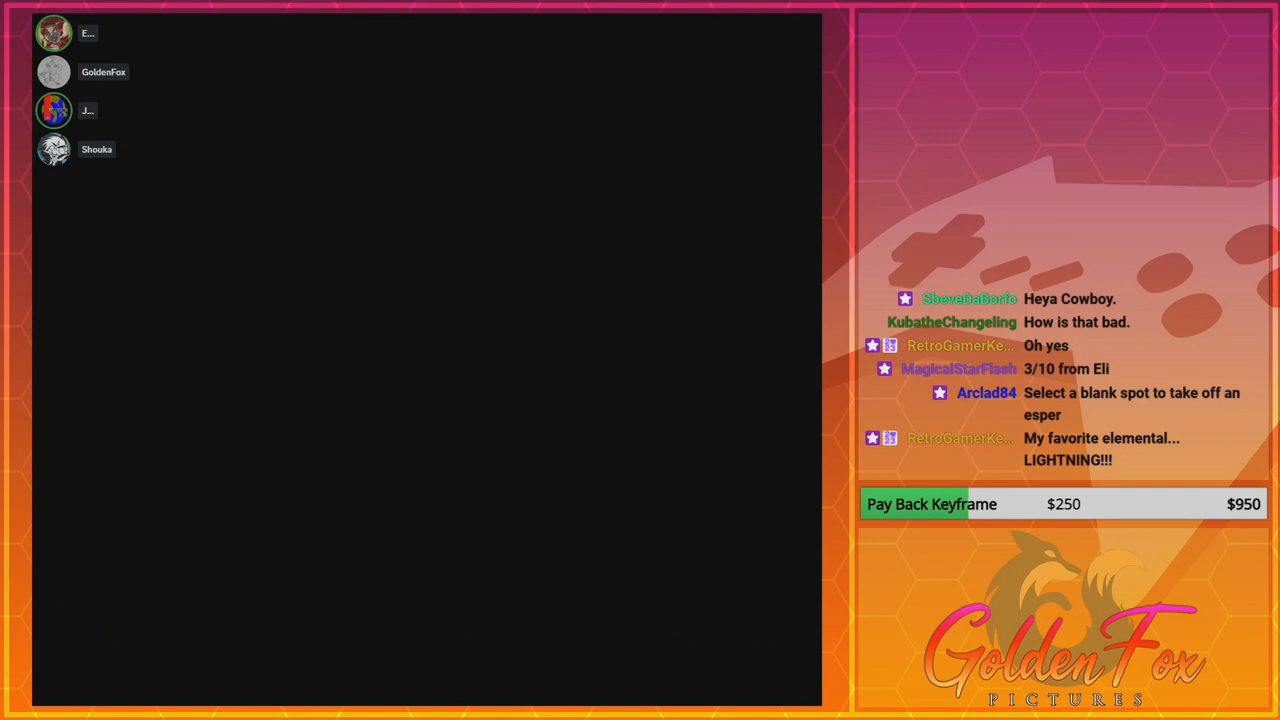 E...
GoldenFox
J...
Shouka
SbeveDaBorfo Heya Cowboy.
KubatheChangeling How is that bad.
RetroGamerKe... Oh yes
MagicalStarFlash 3/10 from Eli
Arclad84 Select a blank spot to take off an
esper
RetroGamerKe... My favorite elemental...
LIGHTNING!!!
Pay Back Keyframe $250 $950
GoldenFox
PICTURES